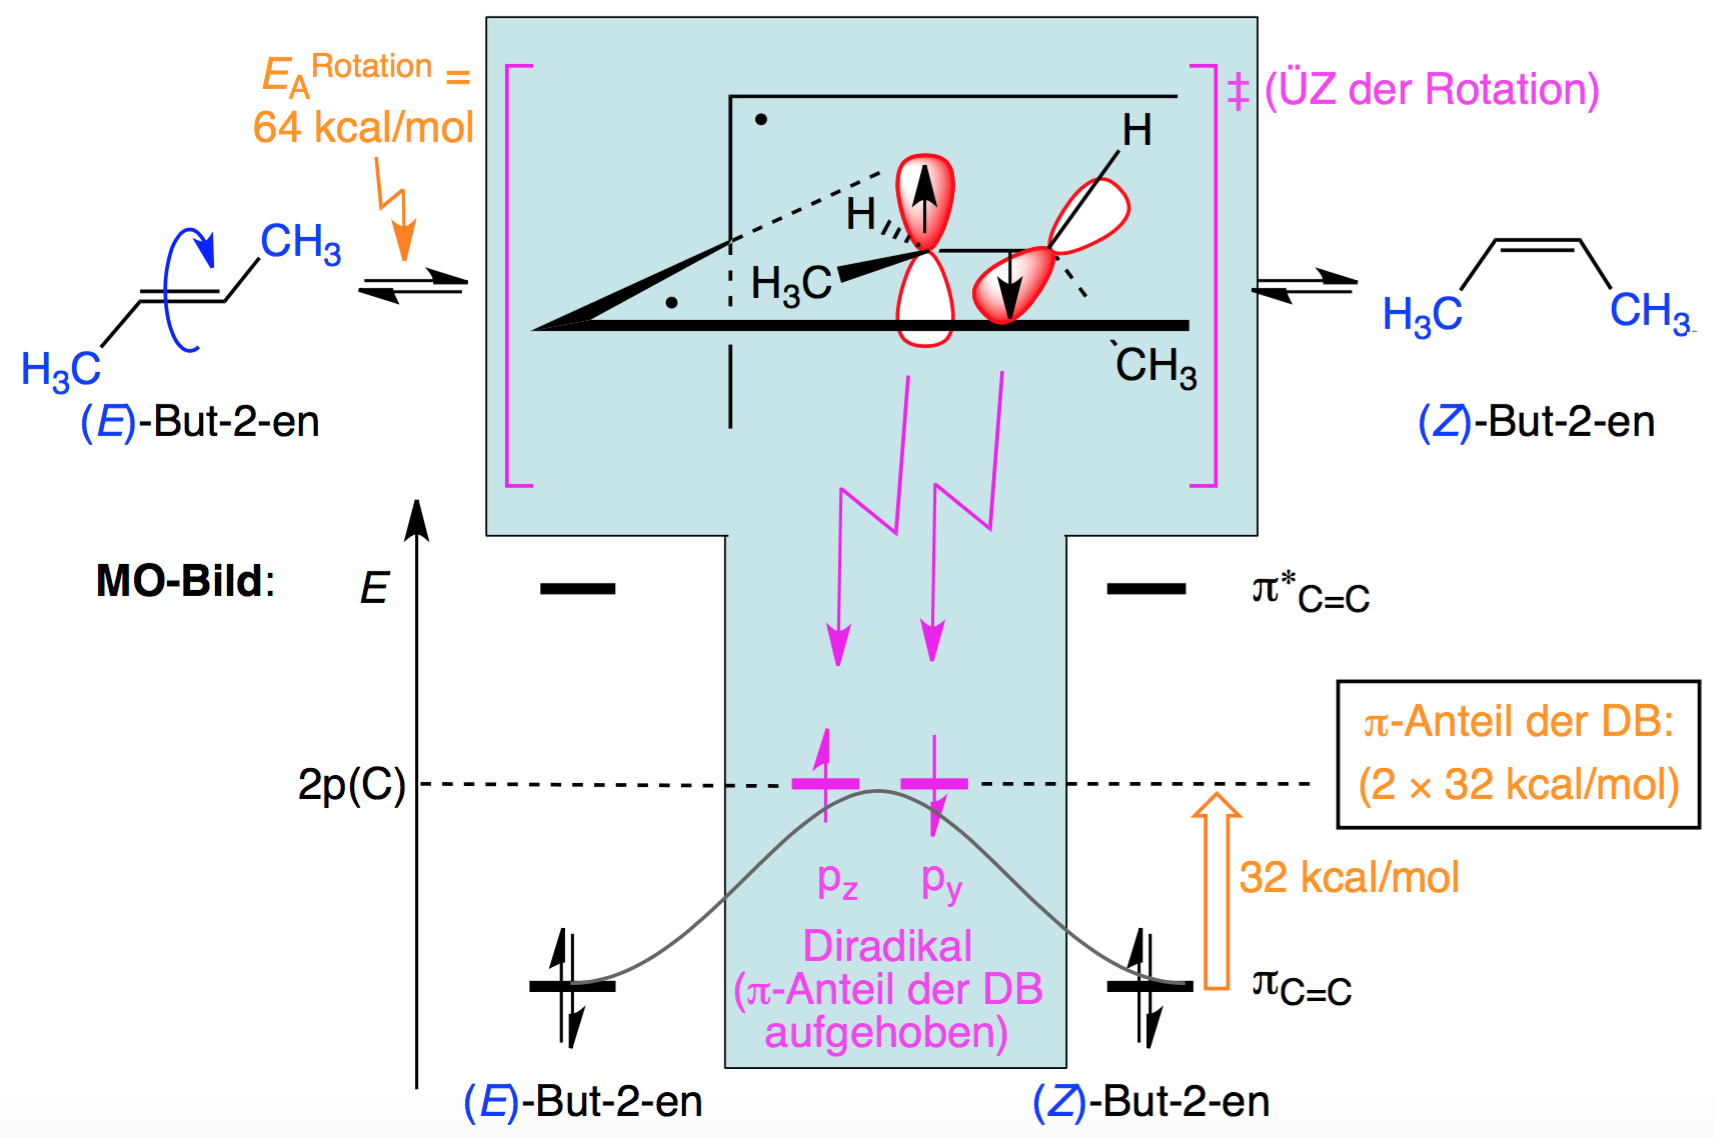 E_A^Rotation =
64 kcal/mol
‡ (ÜZ der Rotation)
H
H
H₃C
CH₃
CH₃
H₃C
(E)-But-2-en
H₃C
CH₃
(Z)-But-2-en
MO-Bild:
E
π*C=C
2p(C)
π-Anteil der DB:
(2 × 32 kcal/mol)
32 kcal/mol
p_z
p_y
Diradikal
(π-Anteil der DB
aufgehoben)
πC=C
(E)-But-2-en
(Z)-But-2-en